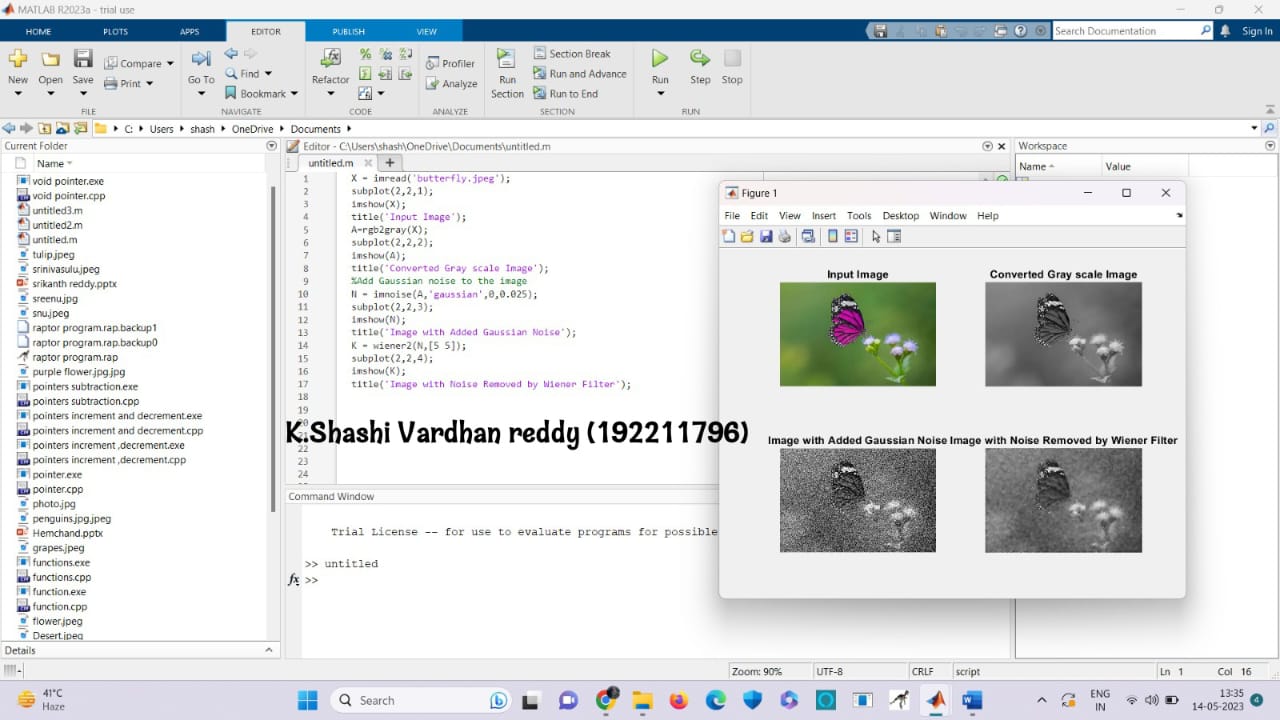 MATLAB R2023a - trial use
HOME PLOTS APPS EDITOR PUBLISH VIEW
Search Documentation Sign In
New Open Save Compare Print
FILE
Go To Find Bookmark
NAVIGATE
Refactor
CODE
Profiler
Analyze
ANALYZE
Run Section
Section Break
Run and Advance
Run to End
SECTION
Run Step Stop
RUN
C: Users shash OneDrive Documents
Current Folder
Name
void pointer.exe
void pointer.cpp
untitled3.m
untitled2.m
untitled.m
tulip.jpeg
srinivasulu.jpeg
srikanth reddy.pptx
sreenu.jpg
snu.jpeg
raptor program.rap.backup1
raptor program.rap.backup0
raptor program.rap
purple flower.jpg.jpg
pointers subtraction.exe
pointers subtraction.cpp
pointers increment and decrement.exe
pointers increment and decrement.cpp
pointers increment ,decrement.exe
pointers increment ,decrement.cpp
pointer.exe
pointer.cpp
photo.jpg
penguins.jpg.jpeg
Hemchand.pptx
grapes.jpeg
functions.exe
functions.cpp
function.exe
function.cpp
flower.jpeg
Desert.jpeg
Details
Editor - C:\Users\shash\OneDrive\Documents\untitled.m
untitled.m
1 X = imread('butterfly.jpeg');
2 subplot(2,2,1);
3 imshow(X);
4 title('Input Image');
5 A=rgb2gray(X);
6 subplot(2,2,2);
7 imshow(A);
8 title('Converted Gray scale Image');
9 %Add Gaussian noise to the image
10 N = imnoise(A,'gaussian',0,0.025);
11 subplot(2,2,3);
12 imshow(N);
13 title('Image with Added Gaussian Noise');
14 K = wiener2(N,[5 5]);
15 subplot(2,2,4);
16 imshow(K);
17 title('Image with Noise Removed by Wiener Filter');
18
19
K.Shashi Vardhan reddy (192211796)
22
23
24
Command Window
Trial License -- for use to evaluate programs for possible
>> untitled
fx >>
Workspace
Name Value
Figure 1
File Edit View Insert Tools Desktop Window Help
Input Image
Converted Gray scale Image
Image with Added Gaussian Noise
Image with Noise Removed by Wiener Filter
Zoom: 90% UTF-8 CRLF script Ln 1 Col 16
41°C
Haze
Search
ENG
IN
13:35
14-05-2023
4